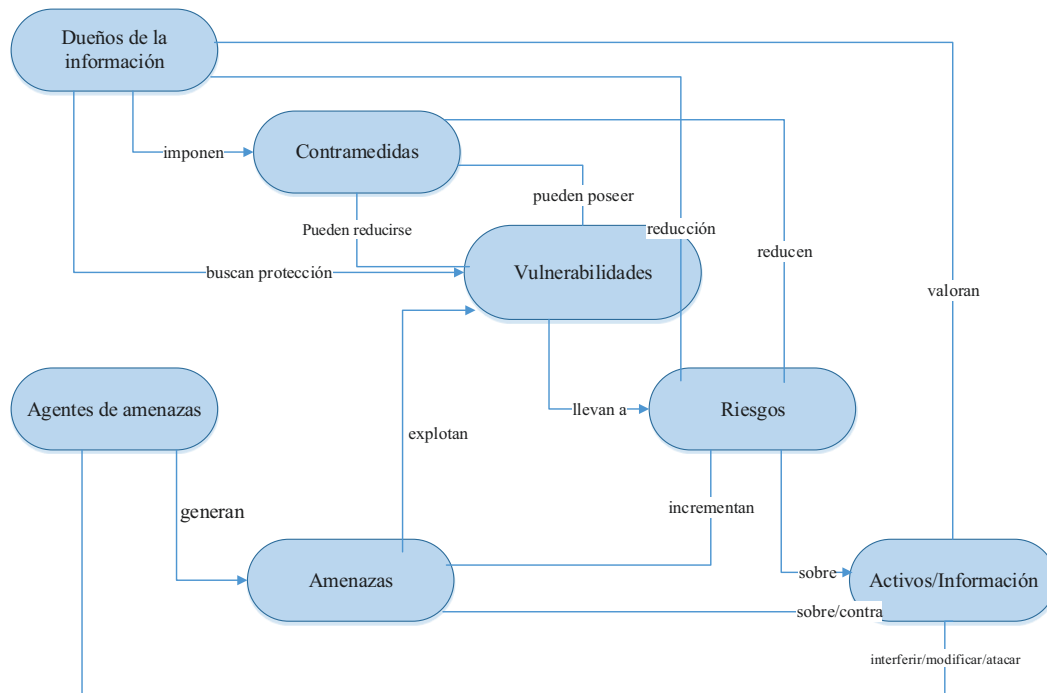 Dueños de la
información
imponen
Contramedidas
pueden poseer
Pueden reducirse
reducción
reducen
buscan protección
Vulnerabilidades
valoran
Agentes de amenazas
explotan
llevan a
Riesgos
generan
incrementan
Amenazas
sobre
Activos/Información
sobre/contra
interferir/modificar/atacar